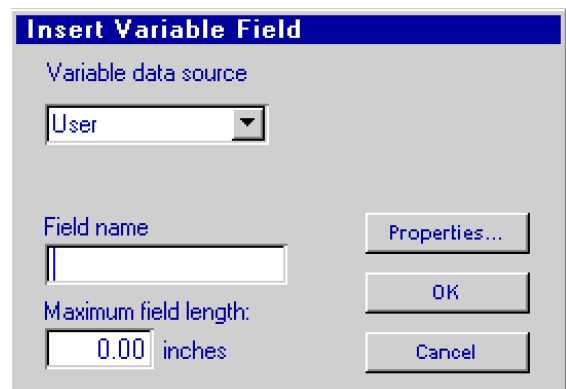 Insert Variable Field
Variable data source
User
Field name
Properties...
OK
Maximum field length:
0.00 inches
Cancel